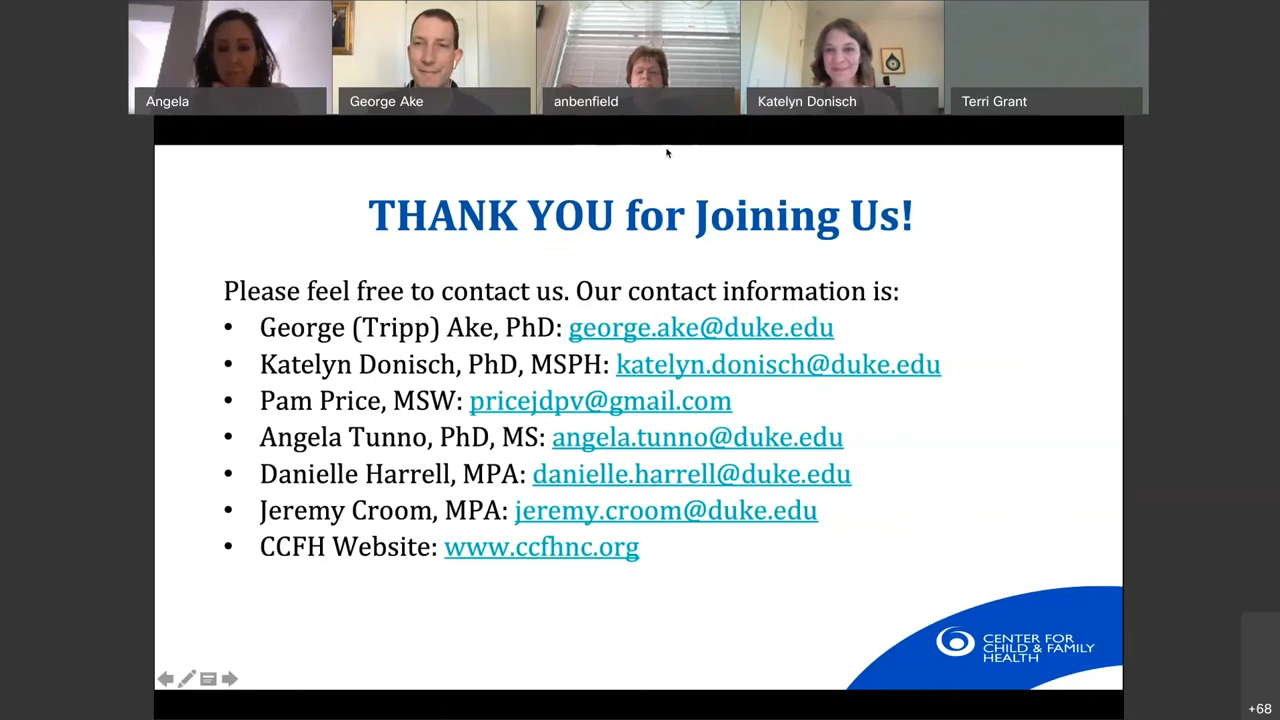 Angela
George Ake
anbenfield
Katelyn Donisch
Terri Grant
THANK YOU for Joining Us!
Please feel free to contact us. Our contact information is:
• George (Tripp) Ake, PhD: george.ake@duke.edu
• Katelyn Donisch, PhD, MSPH: katelyn.donisch@duke.edu
• Pam Price, MSW: pricejdpv@gmail.com
• Angela Tunno, PhD, MS: angela.tunno@duke.edu
• Danielle Harrell, MPA: danielle.harrell@duke.edu
• Jeremy Croom, MPA: jeremy.croom@duke.edu
• CCFH Website: www.ccfhnc.org
CENTER FOR
CHILD & FAMILY
HEALTH
+68